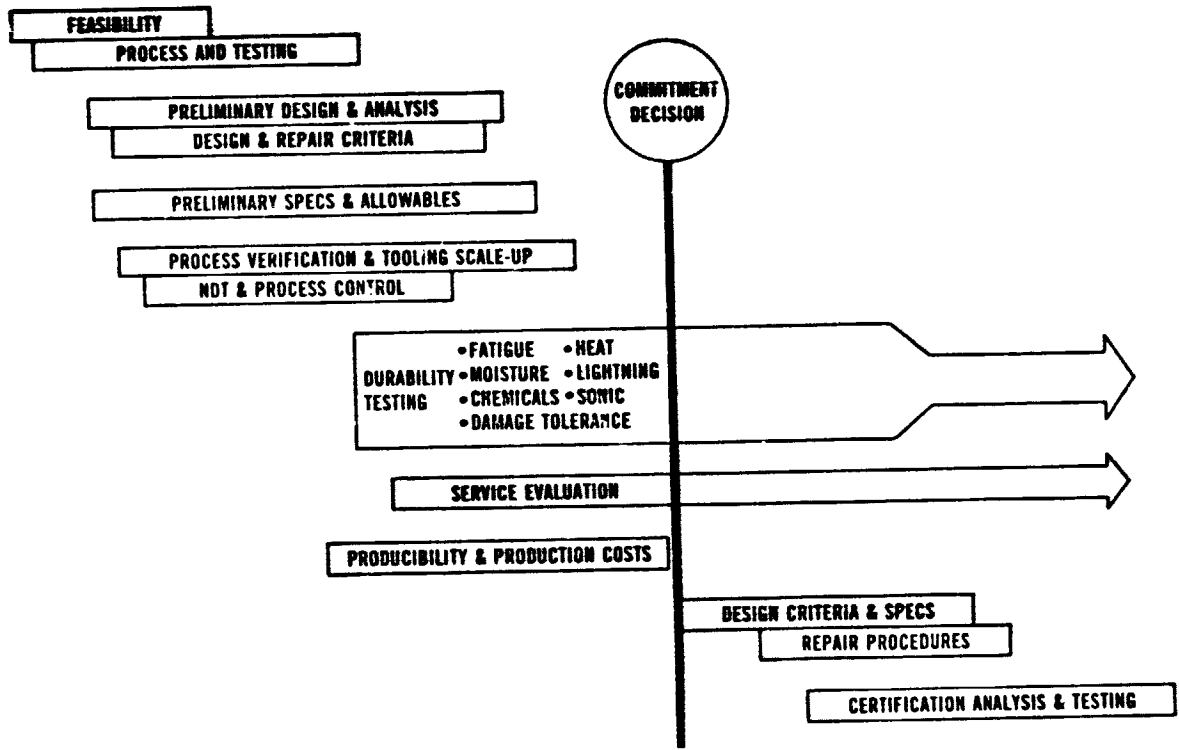 FEASIBILITY
PROCESS AND TESTING
COMMITMENT
DECISION
PRELIMINARY DESIGN & ANALYSIS
DESIGN & REPAIR CRITERIA
PRELIMINARY SPECS & ALLOWABLES
PROCESS VERIFICATION & TOOLING SCALE-UP
NDT & PROCESS CONTROL
DURABILITY
TESTING
• FATIGUE • HEAT
• MOISTURE • LIGHTNING
• CHEMICALS • SONIC
• DAMAGE TOLERANCE
SERVICE EVALUATION
PRODUCIBILITY & PRODUCTION COSTS
DESIGN CRITERIA & SPECS
REPAIR PROCEDURES
CERTIFICATION ANALYSIS & TESTING